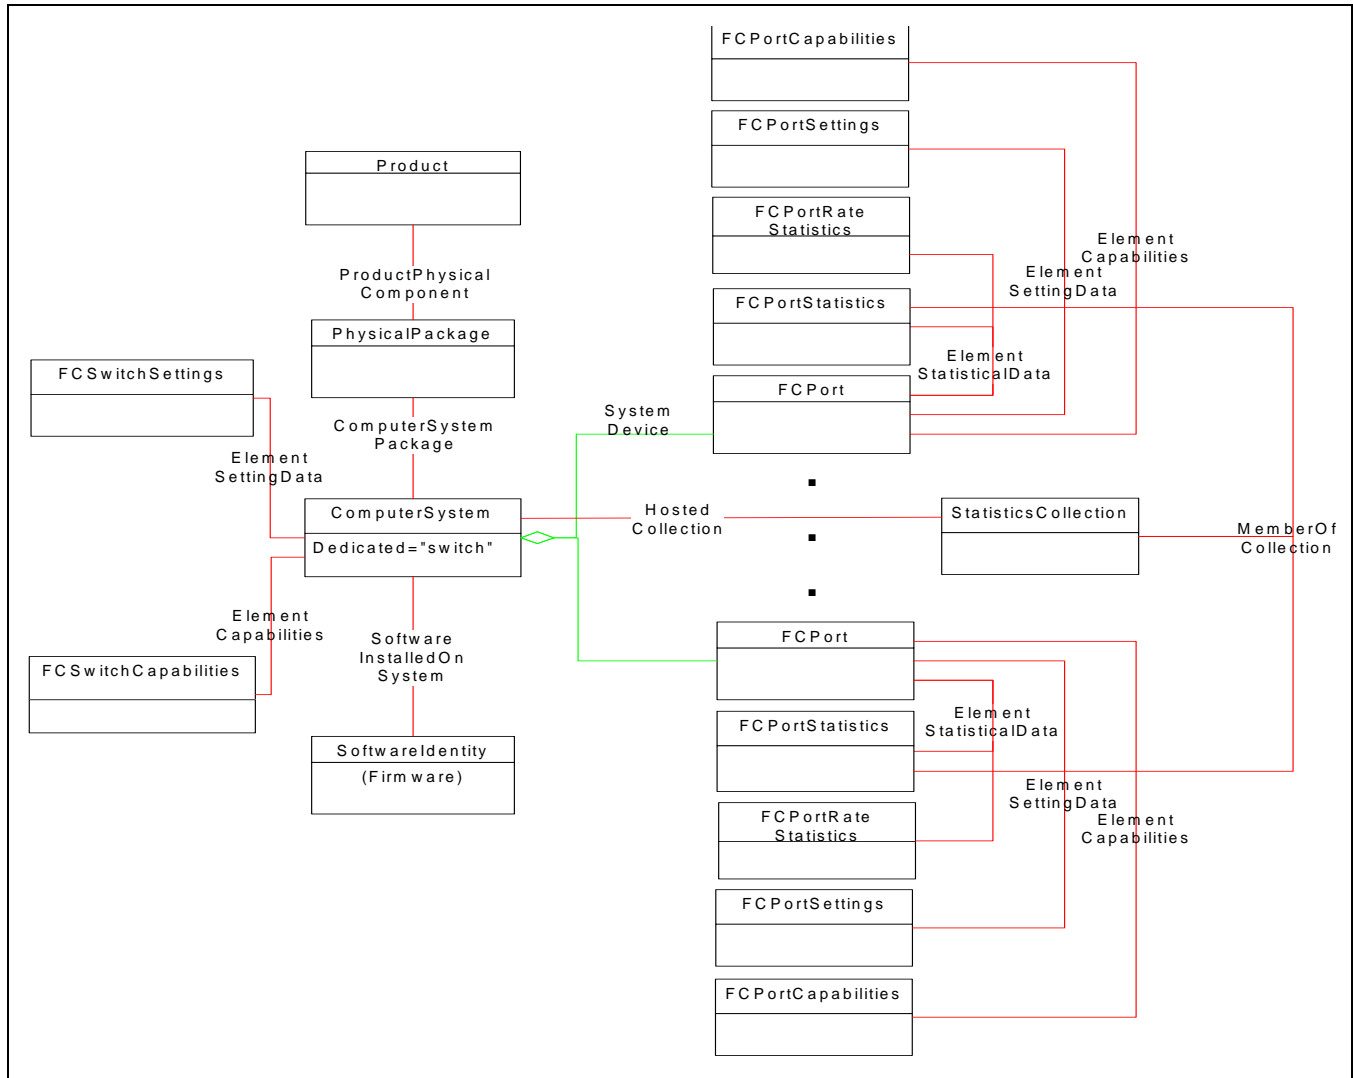 FCPortCapabilities
FCPortSettings
Product
FCPortRate
Statistics
Element
Capabilities
ProductPhysical
Component
Element
SettingData
FCPortStatistics
PhysicalPackage
Element
StatisticalData
FCSwitchSettings
FCPort
System
Device
ComputerSystem
Package
Element
SettingData
ComputerSystem
Dedicated="switch"
Hosted
Collection
StatisticsCollection
MemberOf
Collection
Element
Capabilities
Software
InstalledOn
System
FCPort
FCSwitchCapabilities
Element
StatisticalData
FCPortStatistics
SoftwareIdentity
(Firmware)
Element
SettingData
FCPortRate
Statistics
Element
Capabilities
FCPortSettings
FCPortCapabilities